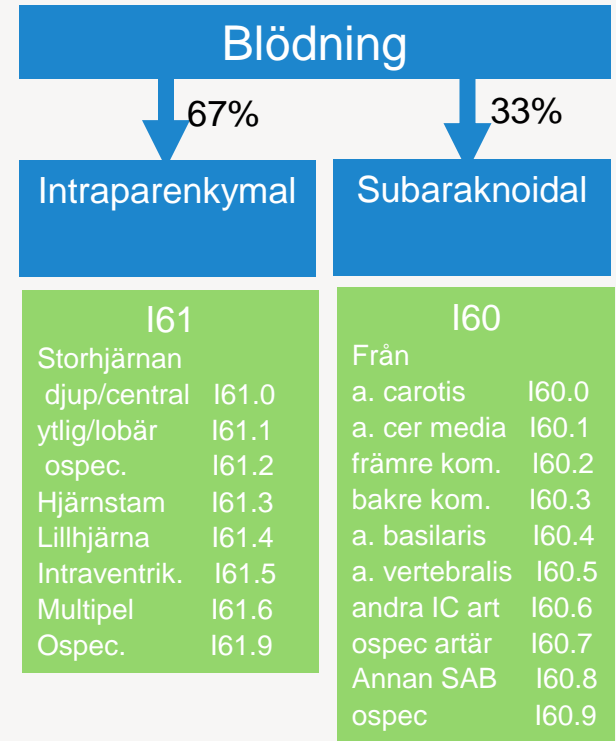 Blödning
67%
33%
Intraparenkymal
Subaraknoidal
I61
Storhjärnan
djup/central I61.0
ytlig/lobär I61.1
ospec. I61.2
Hjärnstam I61.3
Lillhjärna I61.4
Intraventrik. I61.5
Multipel I61.6
Ospec. I61.9
I60
Från
a. carotis I60.0
a. cer media I60.1
främre kom. I60.2
bakre kom. I60.3
a. basilaris I60.4
a. vertebralis I60.5
andra IC art I60.6
ospec artär I60.7
Annan SAB I60.8
ospec I60.9